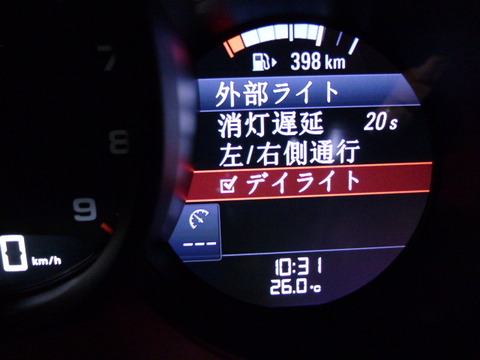 398 km
外部ライト
消灯遅延 20s
左/右側通行
デイライト
---
10:31
26.0℃
7
8
9
0 km/h